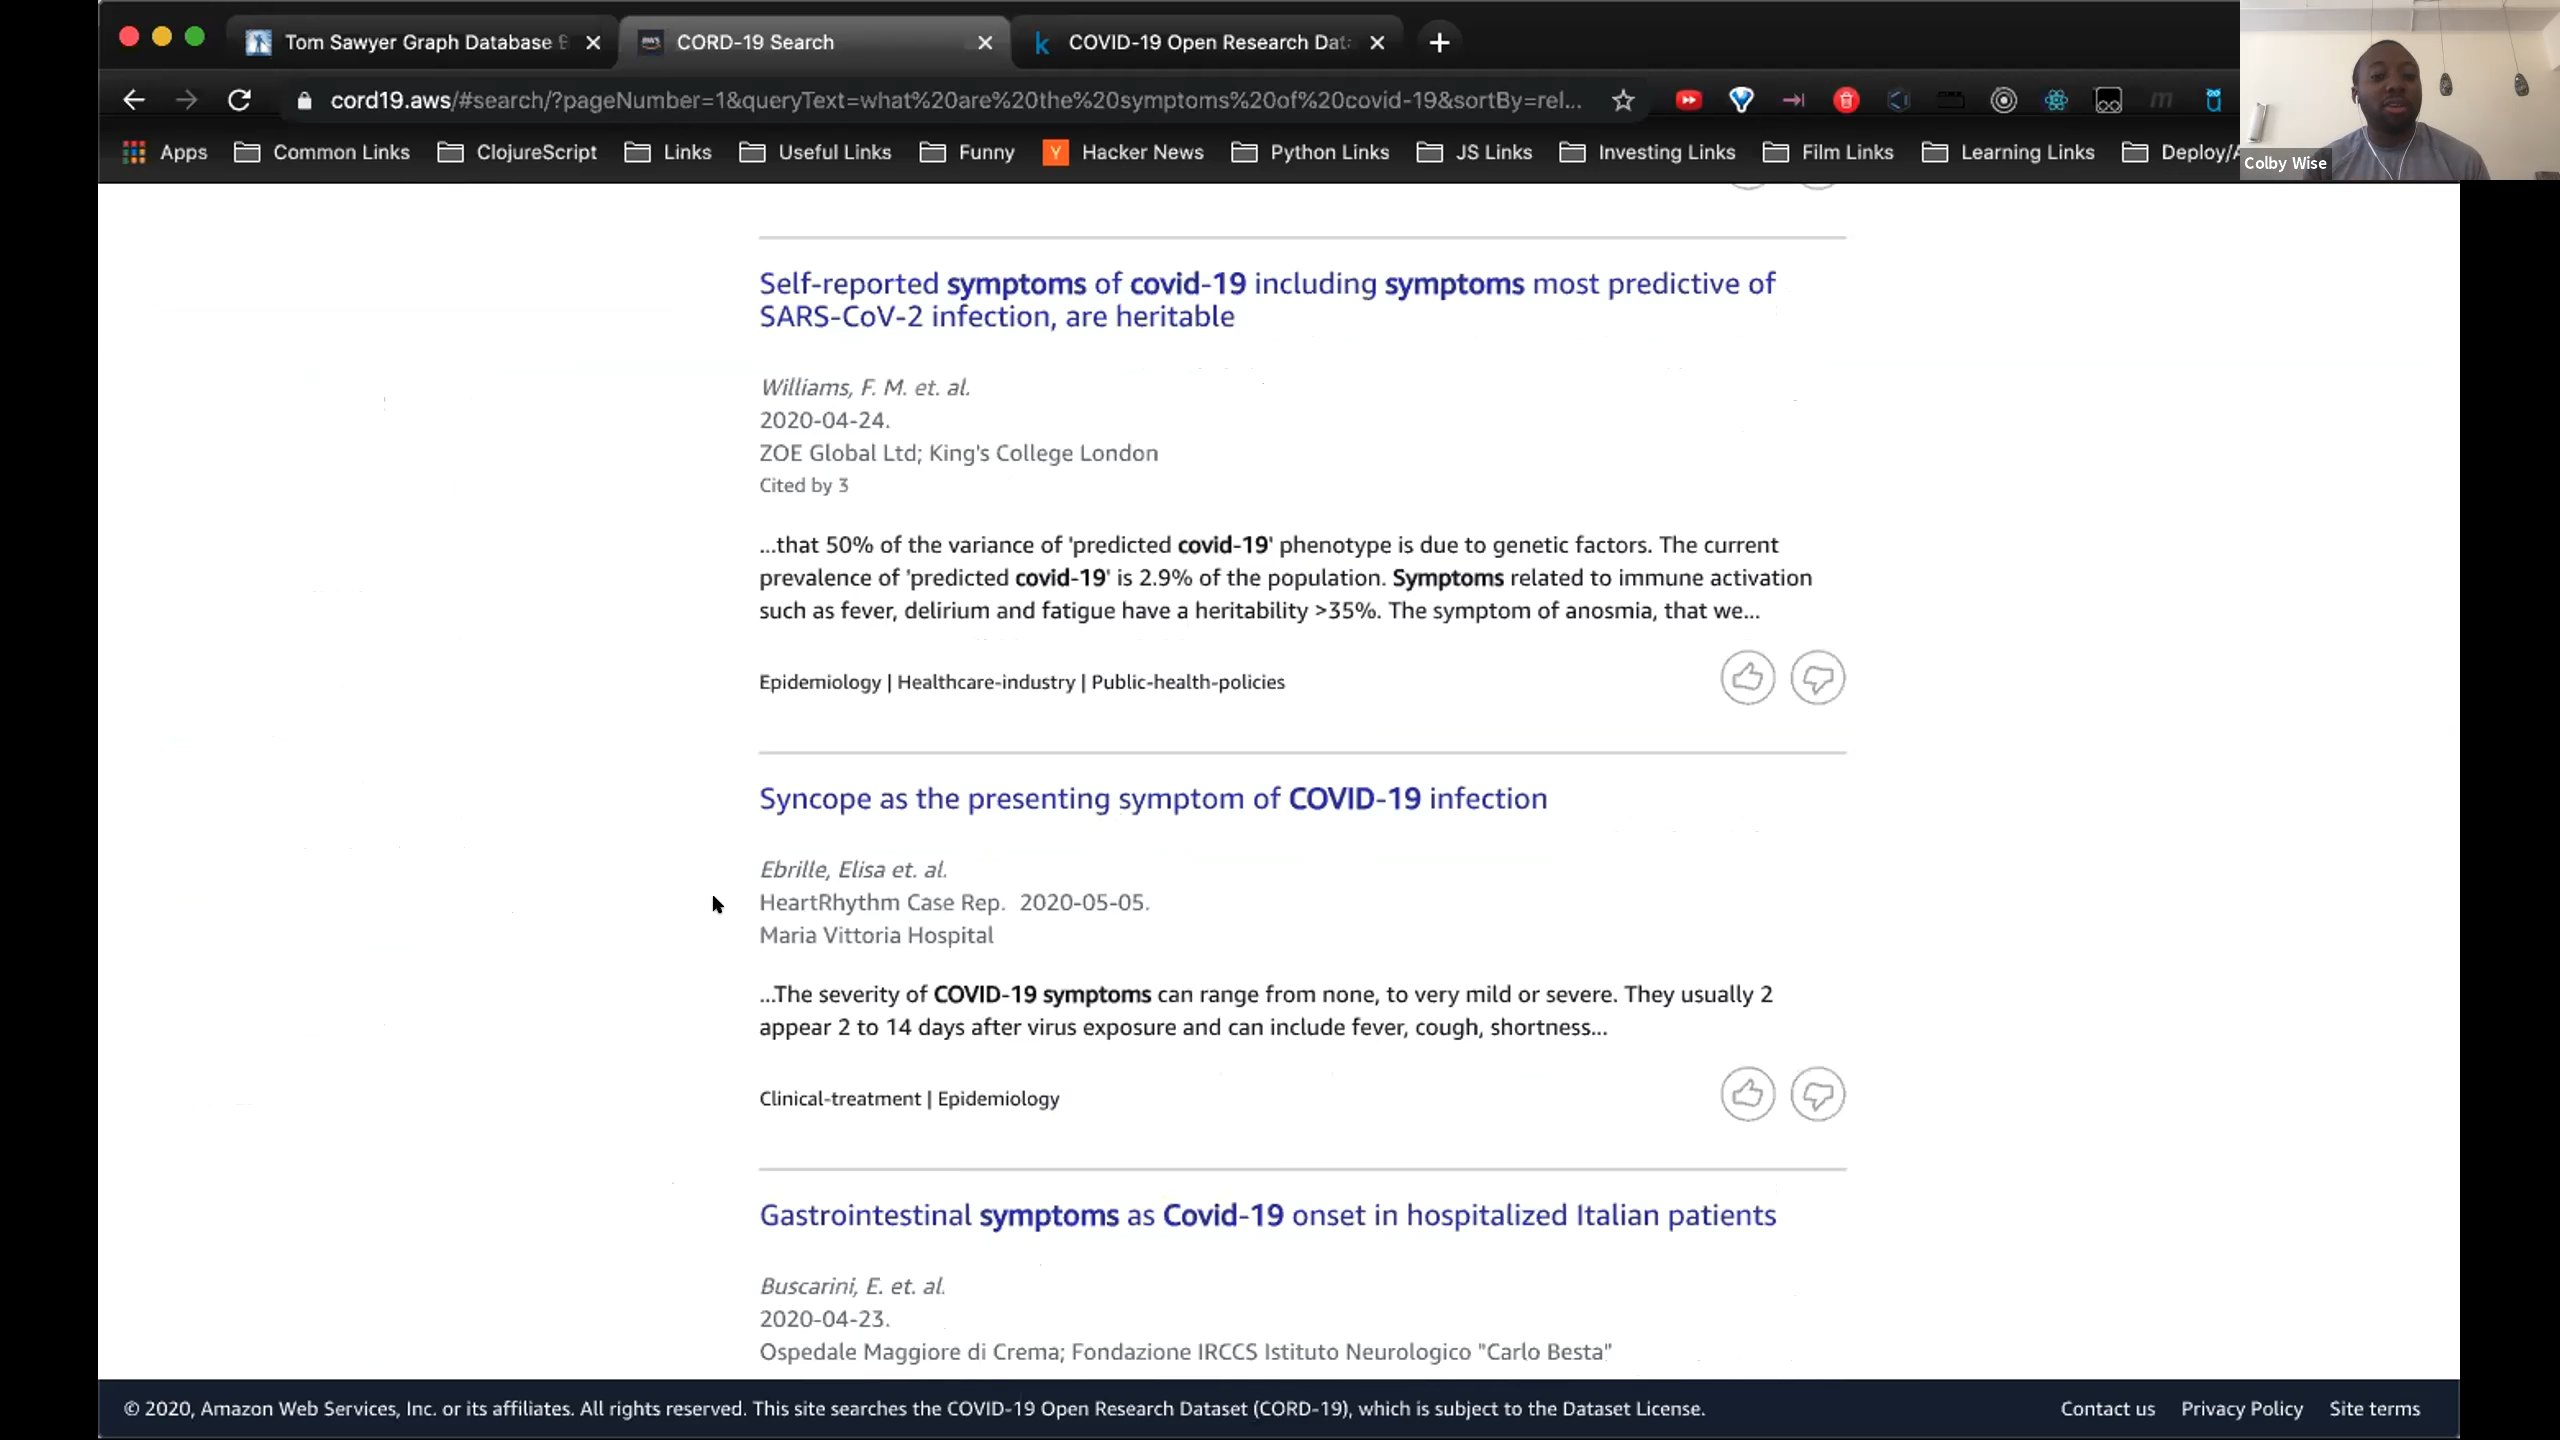 Tom Sawyer Graph Database
CORD-19 Search
COVID-19 Open Research Dat
cord19.aws/#search/?pageNumber=1&queryText=what%20are%20the%20symptoms%20of%20covid-19&sortBy=rel...
Apps
Common Links
ClojureScript
Links
Useful Links
Funny
Hacker News
Python Links
JS Links
Investing Links
Film Links
Learning Links
Deploy/
Colby Wise
Self-reported symptoms of covid-19 including symptoms most predictive of
SARS-CoV-2 infection, are heritable
Williams, F. M. et. al.
2020-04-24.
ZOE Global Ltd; King's College London
Cited by 3
...that 50% of the variance of 'predicted covid-19' phenotype is due to genetic factors. The current
prevalence of 'predicted covid-19' is 2.9% of the population. Symptoms related to immune activation
such as fever, delirium and fatigue have a heritability >35%. The symptom of anosmia, that we...
Epidemiology | Healthcare-industry | Public-health-policies
Syncope as the presenting symptom of COVID-19 infection
Ebrille, Elisa et. al.
HeartRhythm Case Rep. 2020-05-05.
Maria Vittoria Hospital
...The severity of COVID-19 symptoms can range from none, to very mild or severe. They usually 2
appear 2 to 14 days after virus exposure and can include fever, cough, shortness...
Clinical-treatment | Epidemiology
Gastrointestinal symptoms as Covid-19 onset in hospitalized Italian patients
Buscarini, E. et. al.
2020-04-23.
Ospedale Maggiore di Crema; Fondazione IRCCS Istituto Neurologico "Carlo Besta"
© 2020, Amazon Web Services, Inc. or its affiliates. All rights reserved. This site searches the COVID-19 Open Research Dataset (CORD-19), which is subject to the Dataset License.
Contact us
Privacy Policy
Site terms